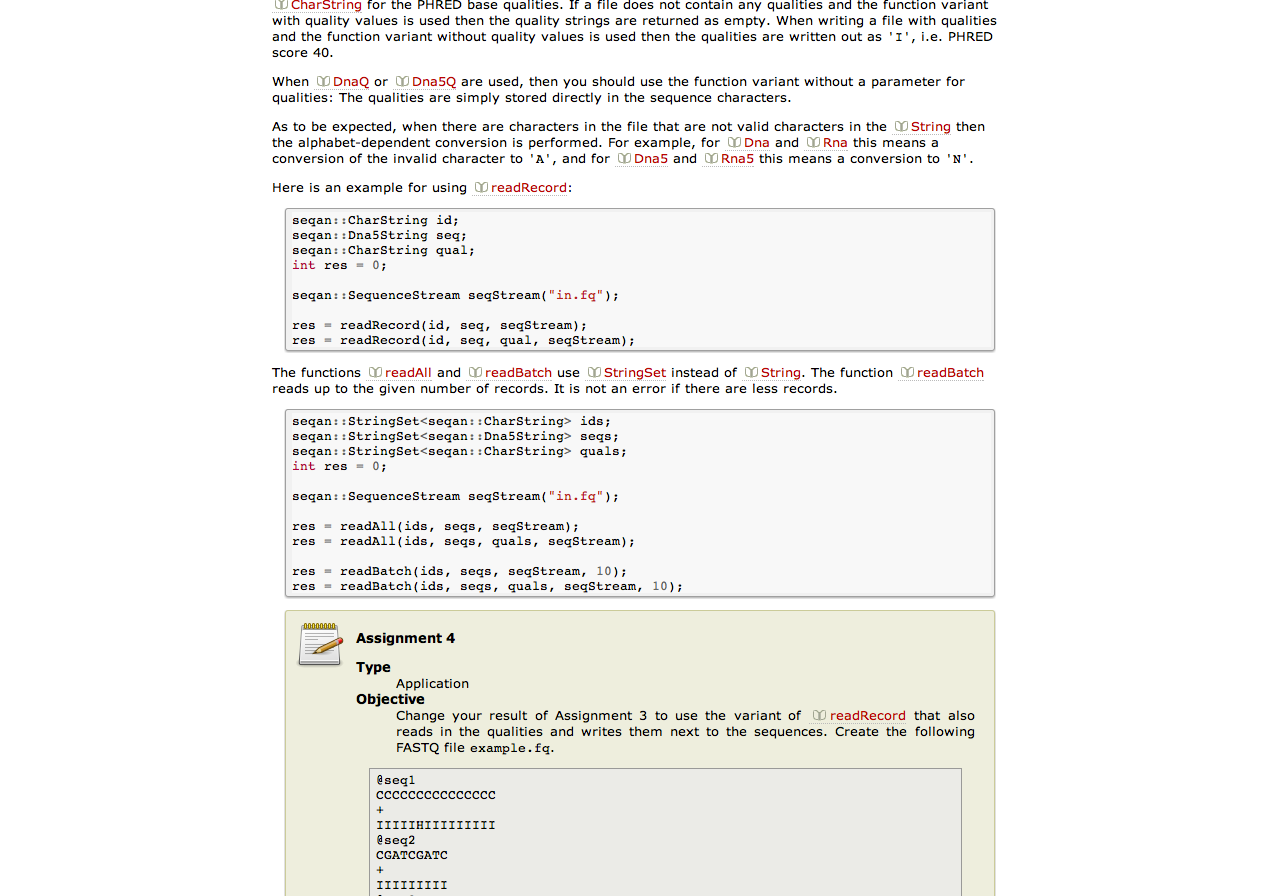 CharString for the PHRED base qualities. If a file does not contain any qualities and the function variant
with quality values is used then the quality strings are returned as empty. When writing a file with qualities
and the function variant without quality values is used then the qualities are written out as 'I', i.e. PHRED
score 40.
When DnaQ or Dna5Q are used, then you should use the function variant without a parameter for
qualities: The qualities are simply stored directly in the sequence characters.
As to be expected, when there are characters in the file that are not valid characters in the String then
the alphabet-dependent conversion is performed. For example, for Dna and Rna this means a
conversion of the invalid character to 'A', and for Dna5 and Rna5 this means a conversion to 'N'.
Here is an example for using readRecord:
seqan::CharString id;
seqan::Dna5String seq;
seqan::CharString qual;
int res = 0;
seqan::SequenceStream seqStream("in.fq");
res = readRecord(id, seq, seqStream);
res = readRecord(id, seq, qual, seqStream);
The functions readAll and readBatch use StringSet instead of String. The function readBatch
reads up to the given number of records. It is not an error if there are less records.
seqan::StringSet<seqan::CharString> ids;
seqan::StringSet<seqan::Dna5String> seqs;
seqan::StringSet<seqan::CharString> quals;
int res = 0;
seqan::SequenceStream seqStream("in.fq");
res = readAll(ids, seqs, seqStream);
res = readAll(ids, seqs, quals, seqStream);
res = readBatch(ids, seqs, seqStream, 10);
res = readBatch(ids, seqs, quals, seqStream, 10);
Assignment 4
Type
Application
Objective
Change your result of Assignment 3 to use the variant of readRecord that also
reads in the qualities and writes them next to the sequences. Create the following
FASTQ file example.fq.
@seq1
CCCCCCCCCCCCCCC
+
IIIIIHIIIIIIIII
@seq2
CGATCGATC
+
IIIIIIIII